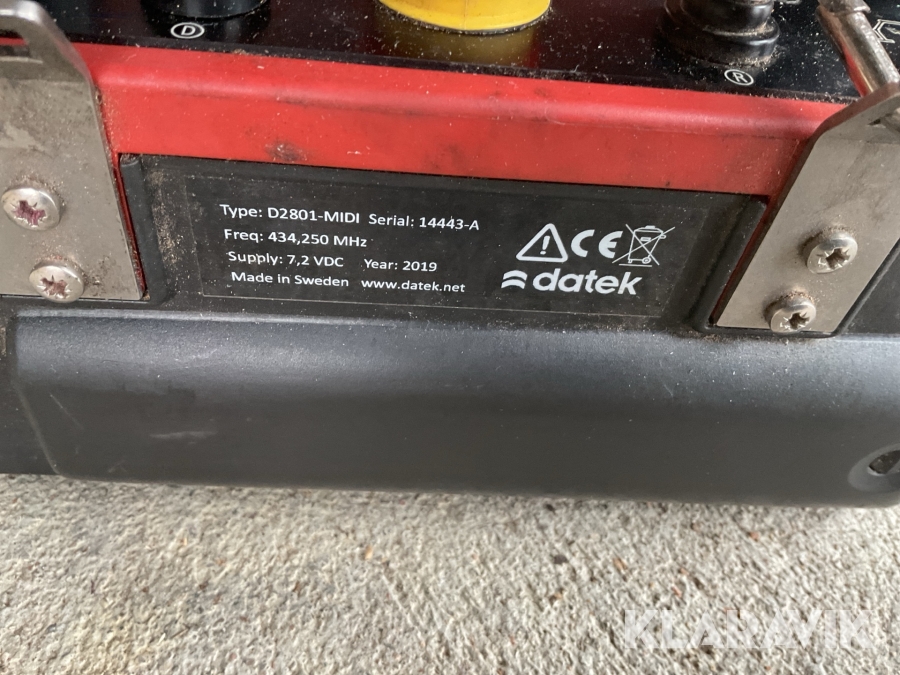 D
R
Type: D2801-MIDI Serial: 14443-A
Freq: 434,250 MHz
Supply: 7,2 VDC Year: 2019
Made in Sweden www.datek.net
CE
datek
KLARAVIK